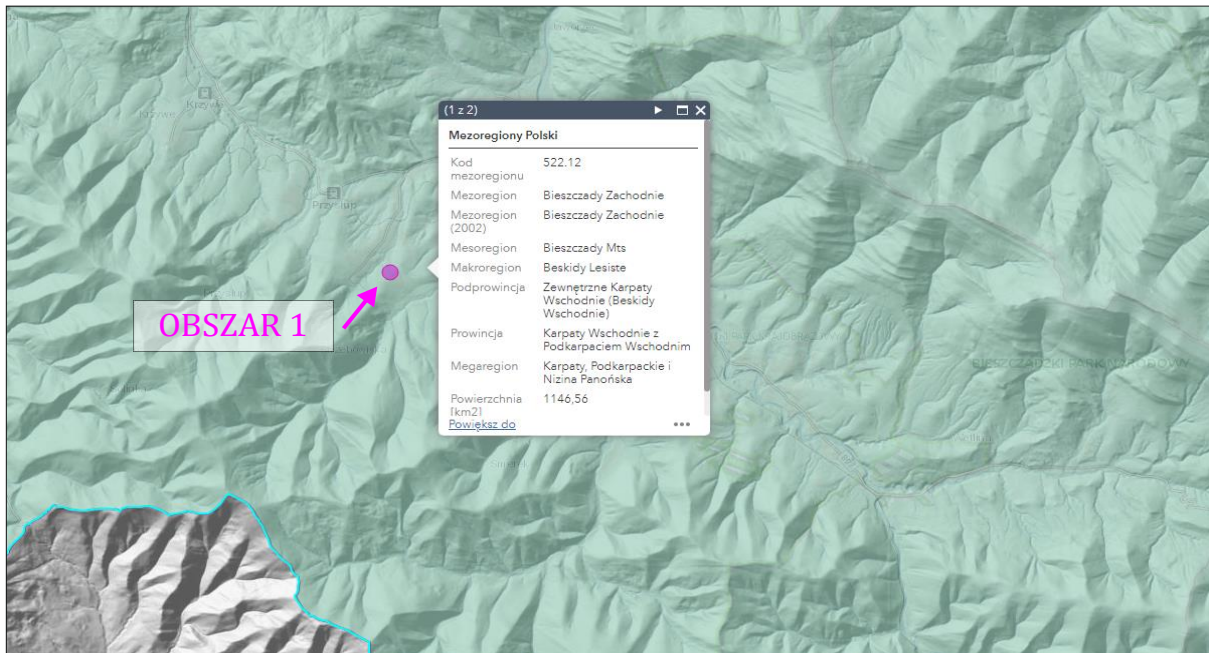 Krzywe
Krzywe
Przysłup
(1 z 2)
Mezoregiony Polski
Kod mezoregionu 522.12
Mezoregion Bieszczady Zachodnie
Mezoregion (2002) Bieszczady Zachodnie
Mesoregion Bieszczady Mts
Makroregion Beskidy Lesiste
Podprowincja Zewnętrzne Karpaty
Wschodnie (Beskidy
Wschodnie)
Prowincja Karpaty Wschodnie z
Podkarpaciem Wschodnim
Megaregion Karpaty, Podkarpackie i
Nizina Panońska
Powierzchnia [km2] 1146,56
Powiększ do
OBSZAR 1
BIESZCZADZKI PARK NARODOWY